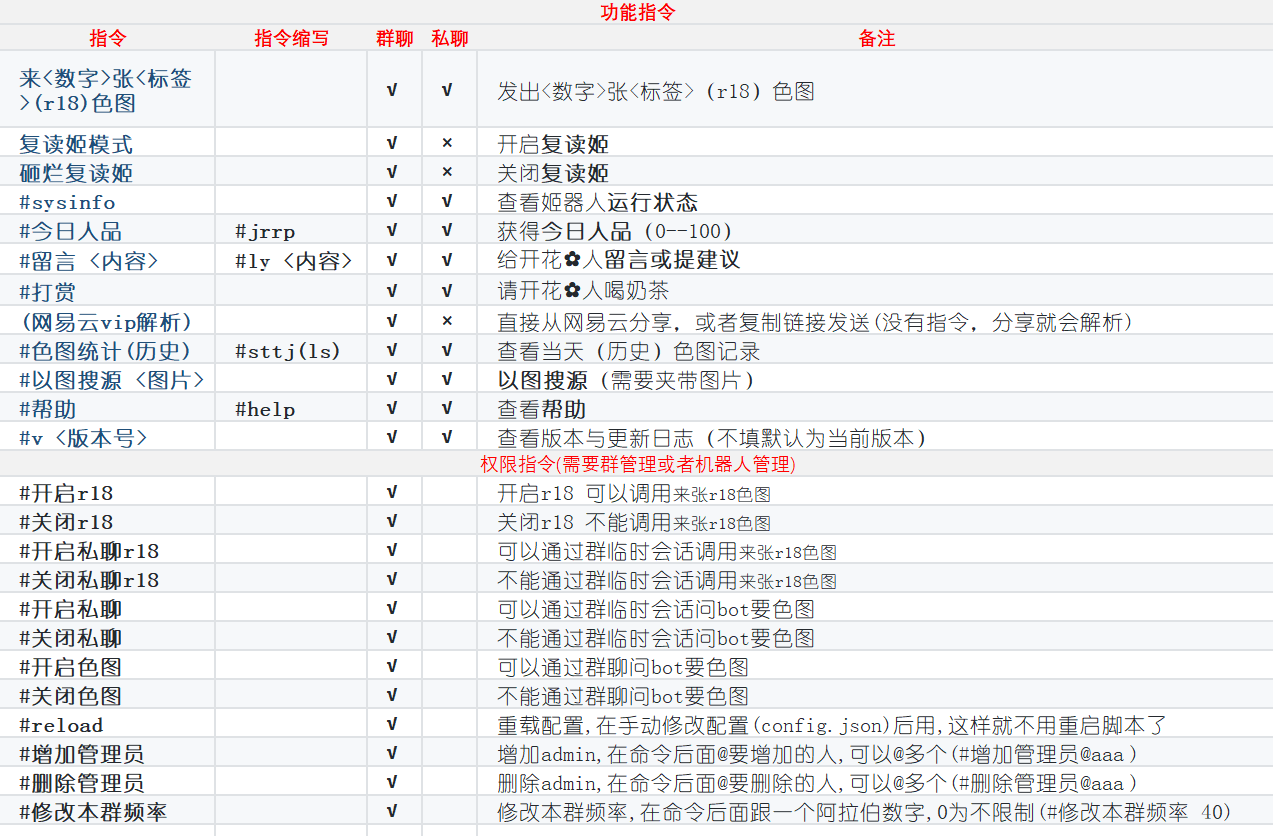 功能指令
指令 指令缩写 群聊 私聊 备注
来<数字>张<标签
>(r18)色图 √ √ 发出<数字>张<标签>（r18）色图
复读姬模式 √ × 开启复读姬
砸烂复读姬 √ × 关闭复读姬
#sysinfo √ √ 查看姬器人运行状态
#今日人品 #jrrp √ √ 获得今日人品（0--100）
#留言 <内容> #ly <内容> √ √ 给开花✿人留言或提建议
#打赏 √ √ 请开花✿人喝奶茶
(网易云vip解析) √ × 直接从网易云分享，或者复制链接发送(没有指令，分享就会解析)
#色图统计(历史) #sttj(ls) √ √ 查看当天（历史）色图记录
#以图搜源 <图片> √ √ 以图搜源（需要夹带图片）
#帮助 #help √ √ 查看帮助
#v <版本号> √ √ 查看版本与更新日志（不填默认为当前版本）
权限指令(需要群管理或者机器人管理)
#开启r18 √ 开启r18 可以调用来张r18色图
#关闭r18 √ 关闭r18 不能调用来张r18色图
#开启私聊r18 √ 可以通过群临时会话调用来张r18色图
#关闭私聊r18 √ 不能通过群临时会话调用来张r18色图
#开启私聊 √ 可以通过群临时会话问bot要色图
#关闭私聊 √ 不能通过群临时会话问bot要色图
#开启色图 √ 可以通过群聊问bot要色图
#关闭色图 √ 不能通过群聊问bot要色图
#reload √ 重载配置,在手动修改配置(config.json)后用,这样就不用重启脚本了
#增加管理员 √ 增加admin,在命令后面@要增加的人,可以@多个(#增加管理员@aaa）
#删除管理员 √ 删除admin,在命令后面@要删除的人,可以@多个(#删除管理员@aaa）
#修改本群频率 √ 修改本群频率,在命令后面跟一个阿拉伯数字,0为不限制(#修改本群频率 40）